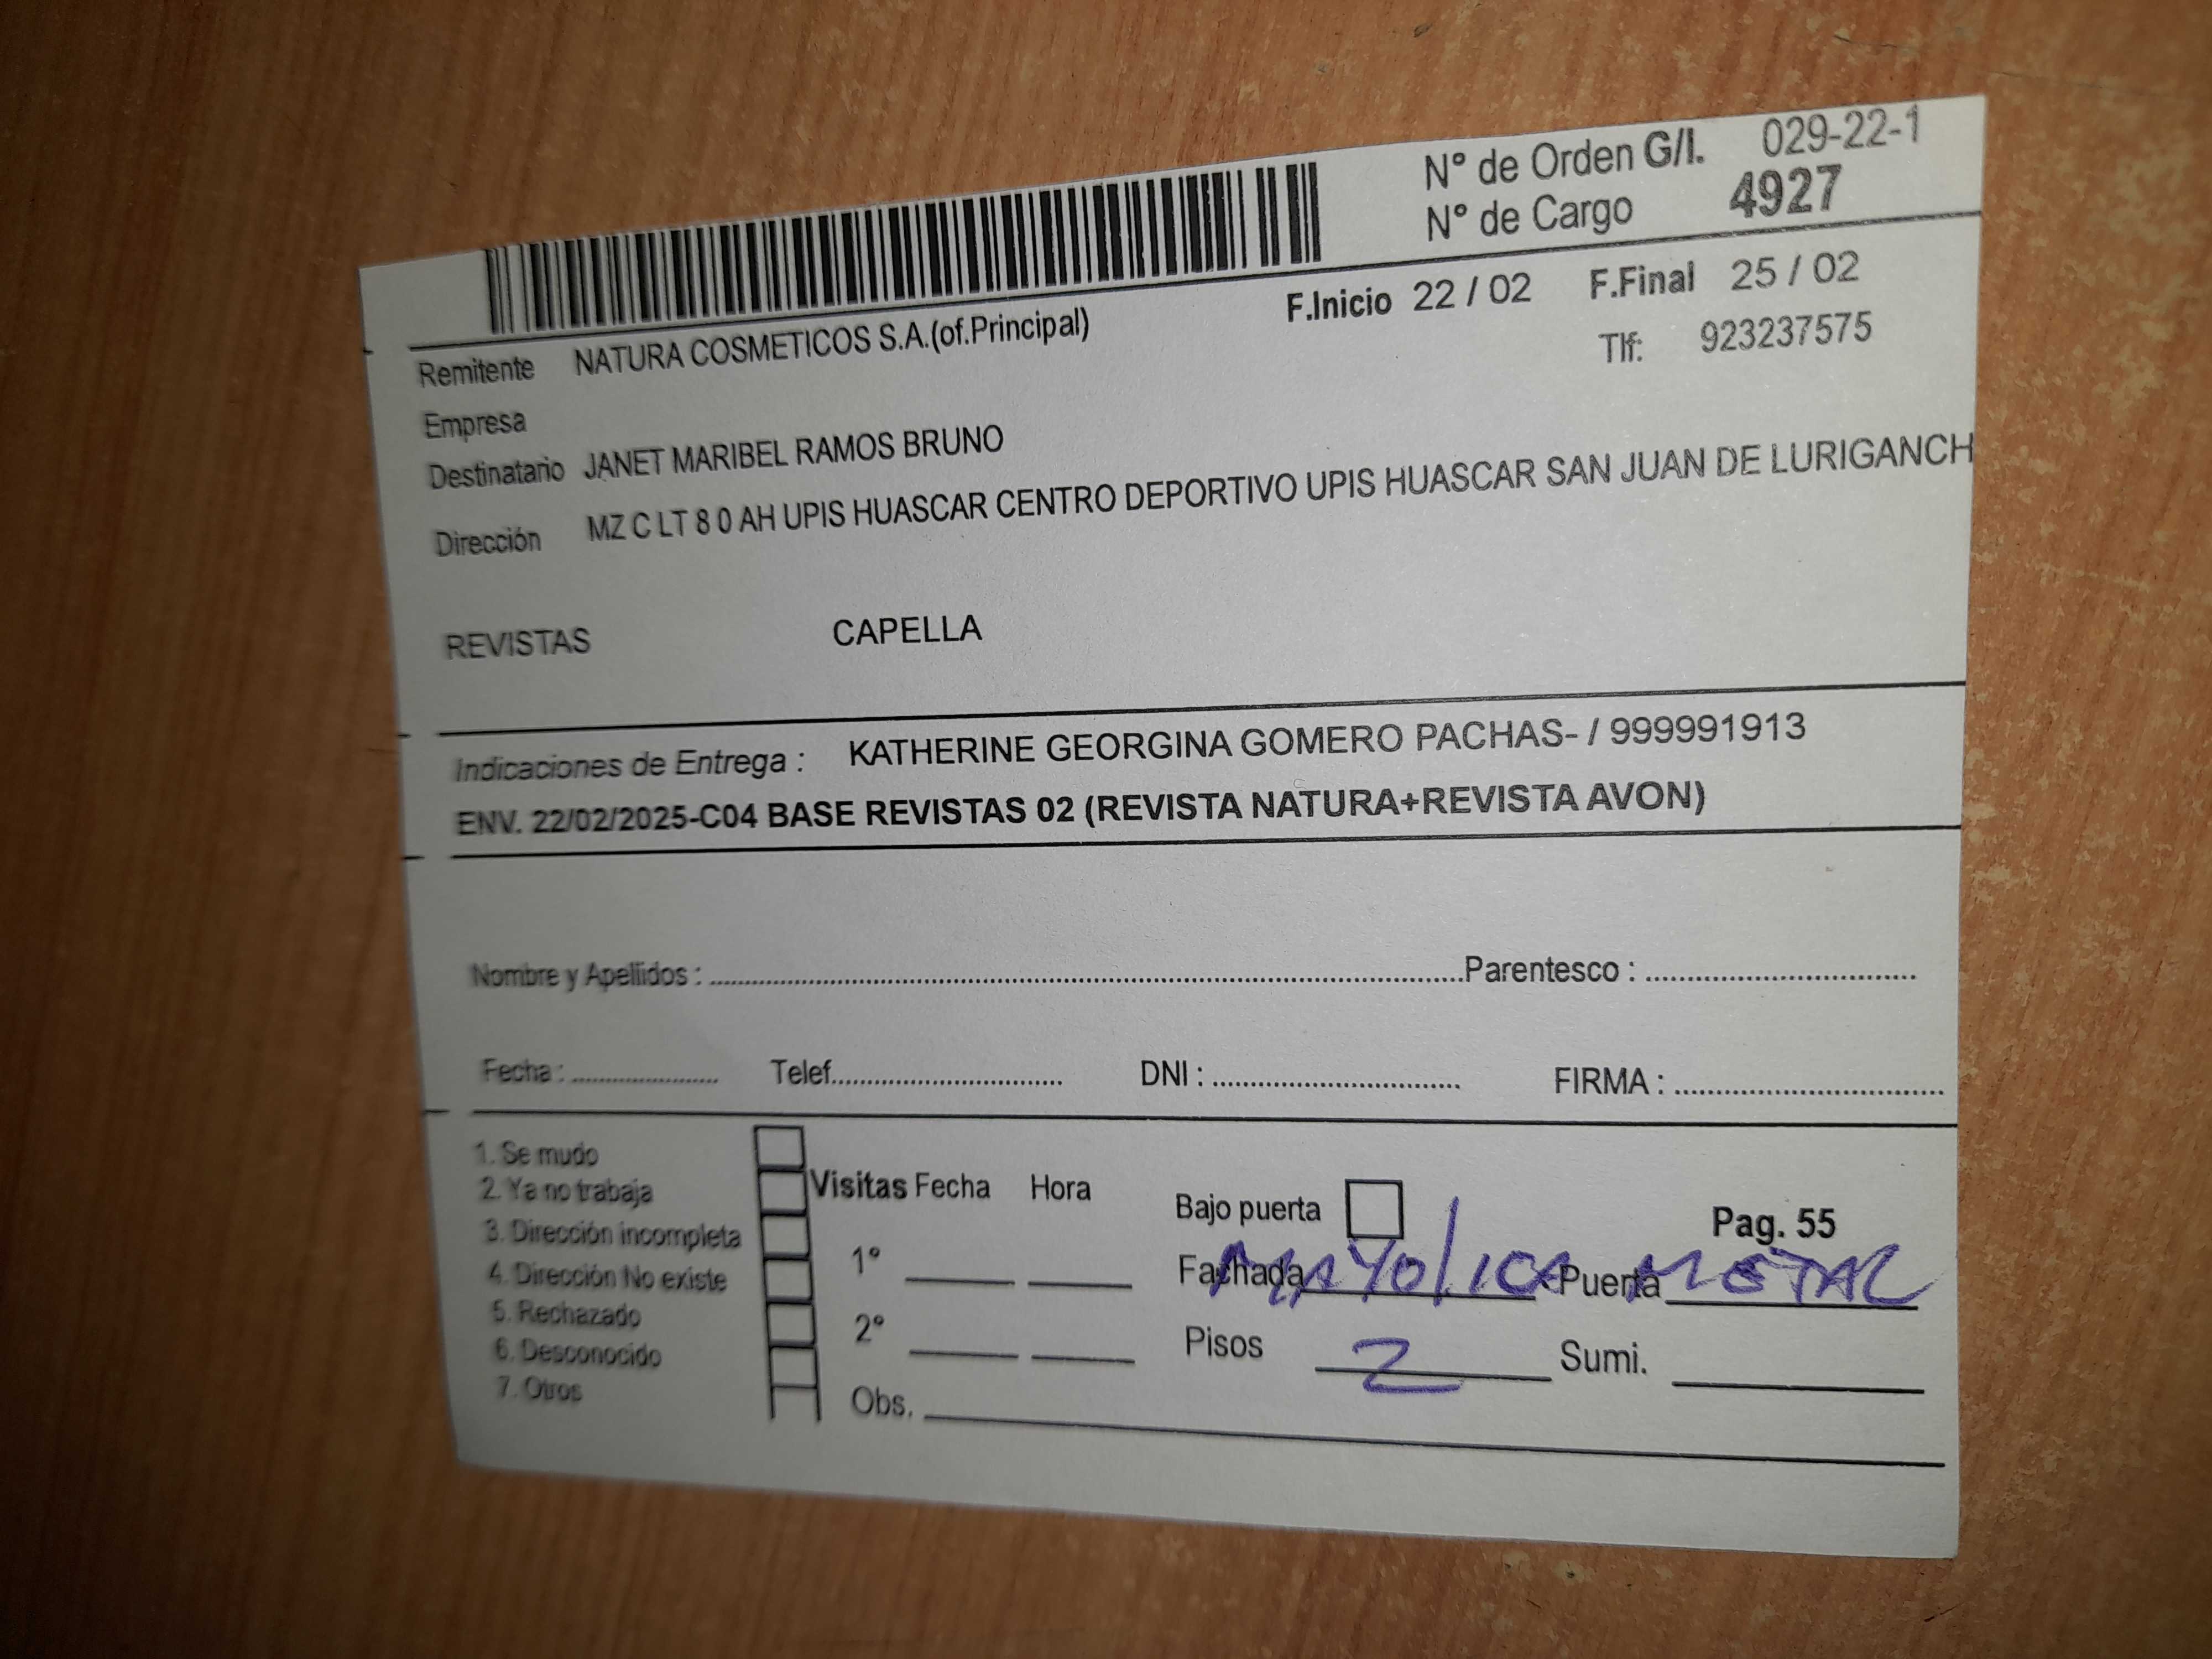 N° de Orden G/I. 029-22-1
N° de Cargo 4927
F.Inicio 22 / 02 F.Final 25 / 02
Remitente NATURA COSMETICOS S.A.(of.Principal) Tlf: 923237575
Empresa
Destinatario JANET MARIBEL RAMOS BRUNO
Dirección MZ C LT 8 0 AH UPIS HUASCAR CENTRO DEPORTIVO UPIS HUASCAR SAN JUAN DE LURIGANCH
REVISTAS CAPELLA
Indicaciones de Entrega : KATHERINE GEORGINA GOMERO PACHAS- / 999991913
ENV. 22/02/2025-C04 BASE REVISTAS 02 (REVISTA NATURA+REVISTA AVON)
Nombre y Apellidos : Parentesco :
Fecha : Telef. DNI : FIRMA :
1. Se mudo
2. Ya no trabaja
3. Dirección incompleta
4. Dirección No existe
5. Rechazado
6. Desconocido
7. Otros
Visitas Fecha Hora
1°
2°
Obs.
Bajo puerta Pag. 55
Fachada MAYOLICA Puerta METAL
Pisos 2 Sumi.